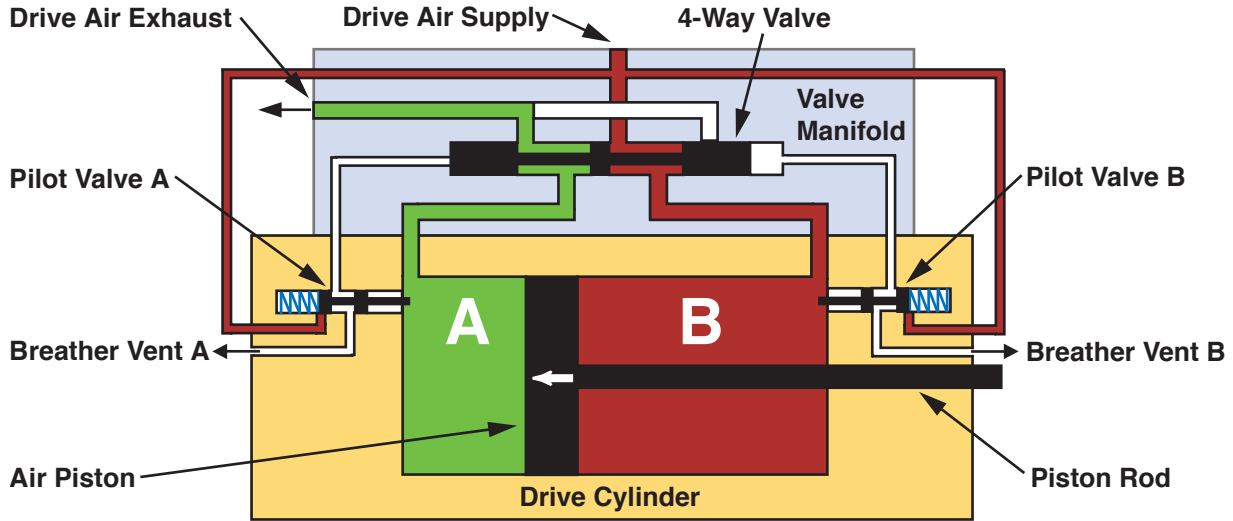 Drive Air Exhaust
Drive Air Supply
4-Way Valve
Valve
Manifold
Pilot Valve A
Pilot Valve B
A
B
Breather Vent A
Breather Vent B
Air Piston
Drive Cylinder
Piston Rod